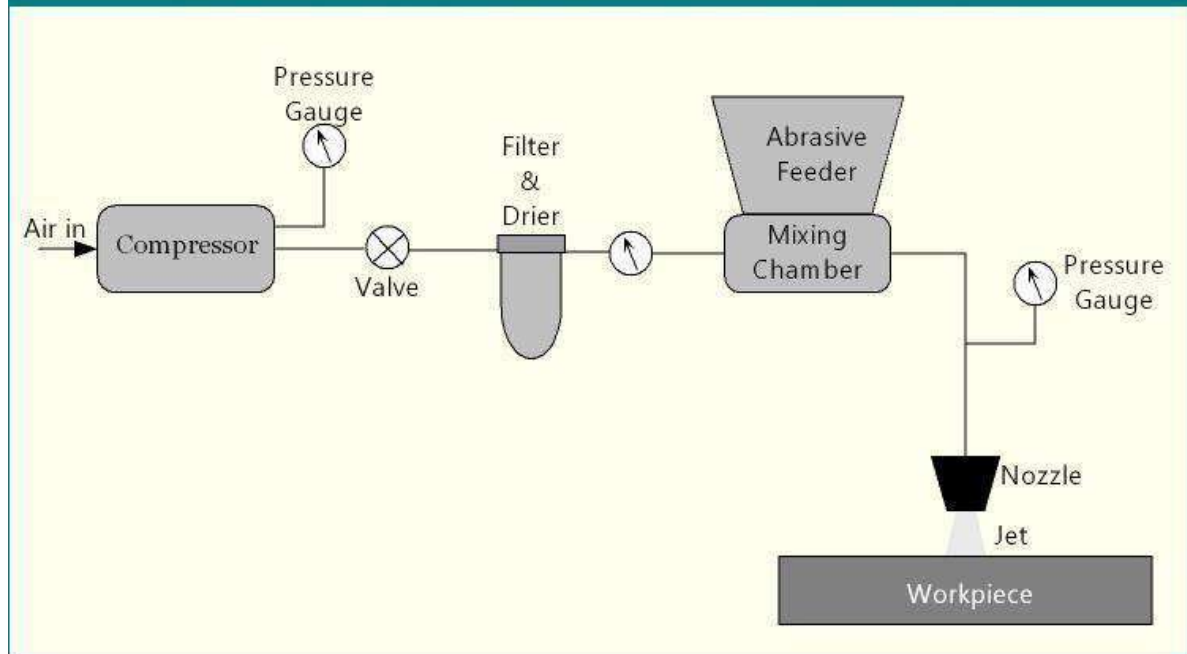 Pressure
Gauge
Air in
Compressor
Valve
Filter
&
Drier
Abrasive
Feeder
Mixing
Chamber
Pressure
Gauge
Nozzle
Jet
Workpiece